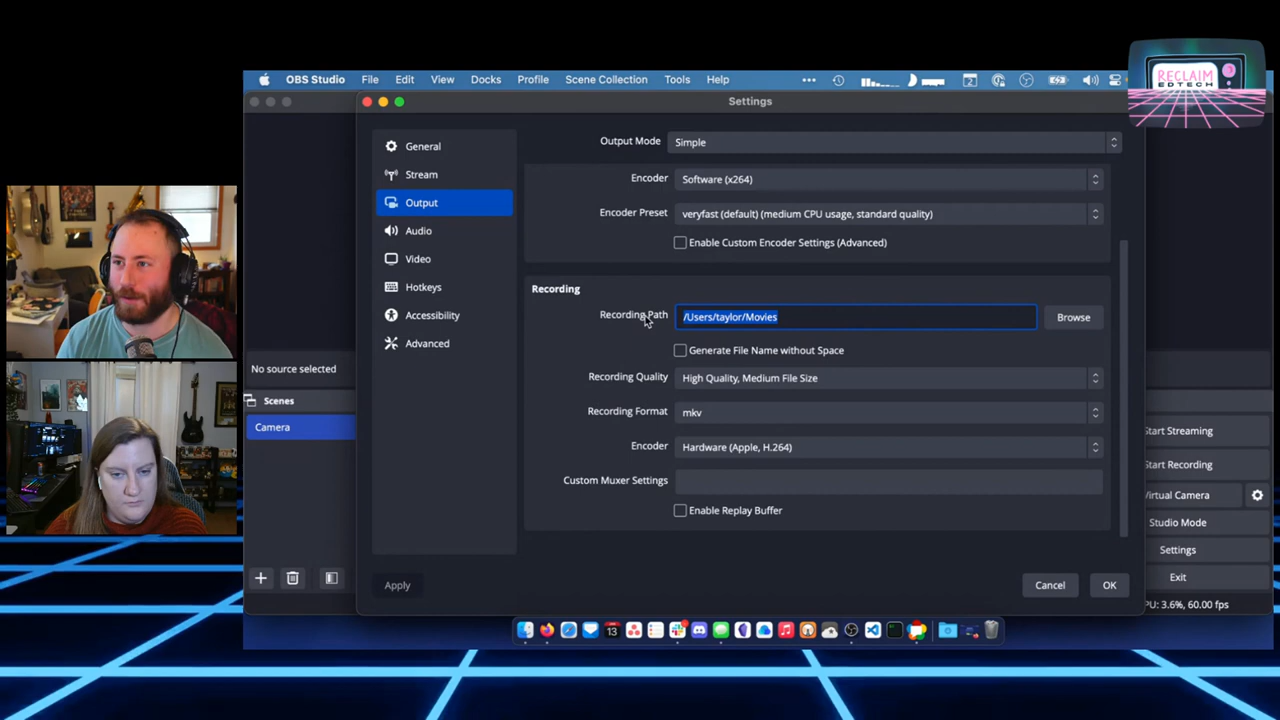 RECLAIM
EDTECH
OBS Studio File Edit View Docks Profile Scene Collection Tools Help
2
Settings
General
Stream
Output
Audio
Video
Hotkeys
Accessibility
Advanced
Output Mode Simple
Encoder Software (x264)
Encoder Preset veryfast (default) (medium CPU usage, standard quality)
Enable Custom Encoder Settings (Advanced)
Recording
Recording Path /Users/taylor/Movies Browse
Generate File Name without Space
Recording Quality High Quality, Medium File Size
Recording Format mkv
Encoder Hardware (Apple, H.264)
Custom Muxer Settings
Enable Replay Buffer
Apply Cancel OK
No source selected
Scenes
Camera
Start Streaming
Start Recording
Virtual Camera
Studio Mode
Settings
Exit
PU: 3.6%, 60.00 fps
13